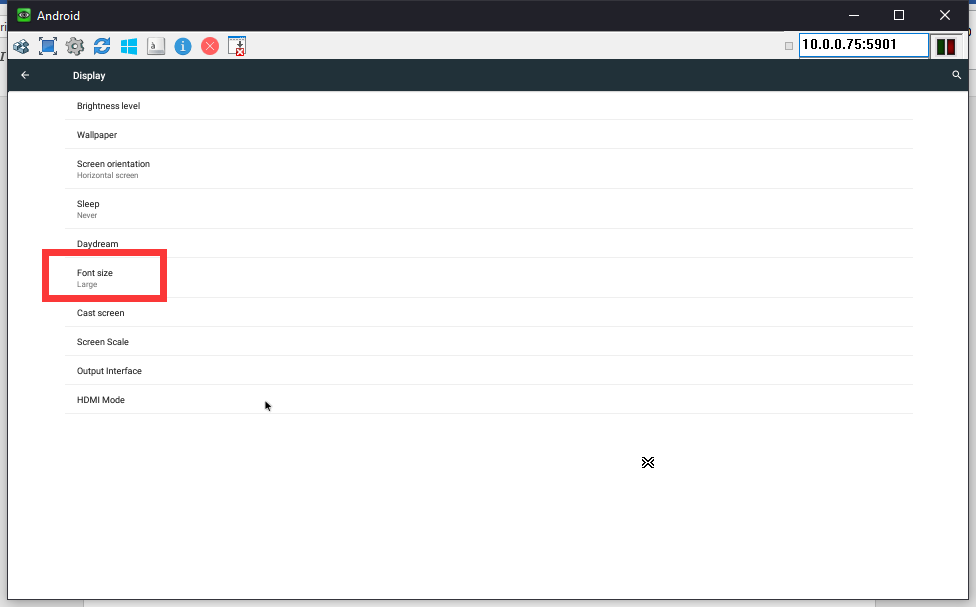 Android
10.0.0.75:5901
Display
Brightness level
Wallpaper
Screen orientation
Horizontal screen
Sleep
Never
Daydream
Font size
Large
Cast screen
Screen Scale
Output Interface
HDMI Mode